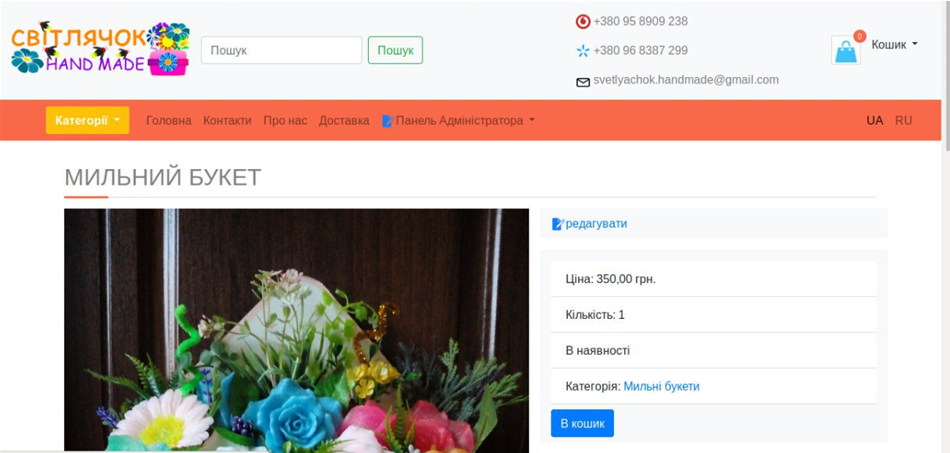 СВІТЛЯЧОК
HAND MADE
Пошук
Пошук
+380 95 8909 238
+380 96 8387 299
svetlyachok.handmade@gmail.com
0
Кошик
Категорії
Головна
Контакти
Про нас
Доставка
Панель Адміністратора
UA
RU
МИЛЬНИЙ БУКЕТ
редагувати
Ціна: 350,00 грн.
Кількість: 1
В наявності
Категорія: Мильні букети
В кошик